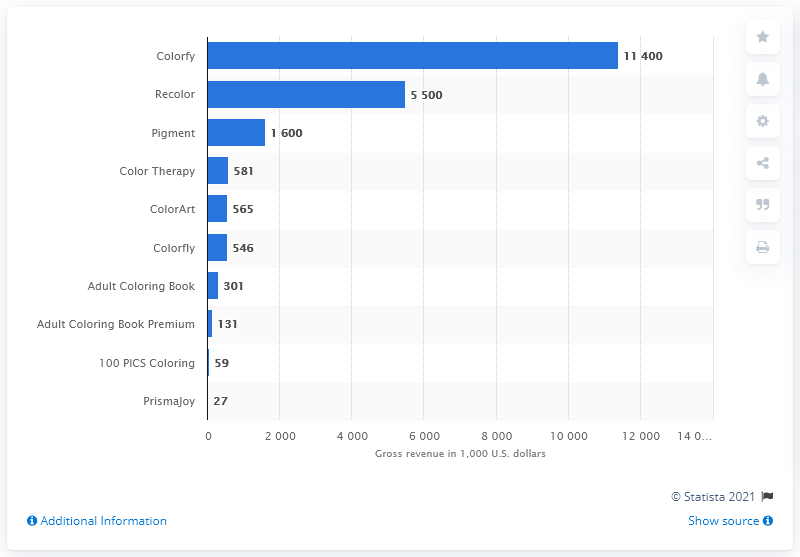 Colorfy 11 400
Recolor 5 500
Pigment 1 600
Color Therapy 581
ColorArt 565
Colorfly 546
Adult Coloring Book 301
Adult Coloring Book Premium 131
100 PICS Coloring 59
PrismaJoy 27
0 2 000 4 000 6 000 8 000 10 000 12 000 14 0...
Gross revenue in 1,000 U.S. dollars
© Statista 2021
Additional Information Show source